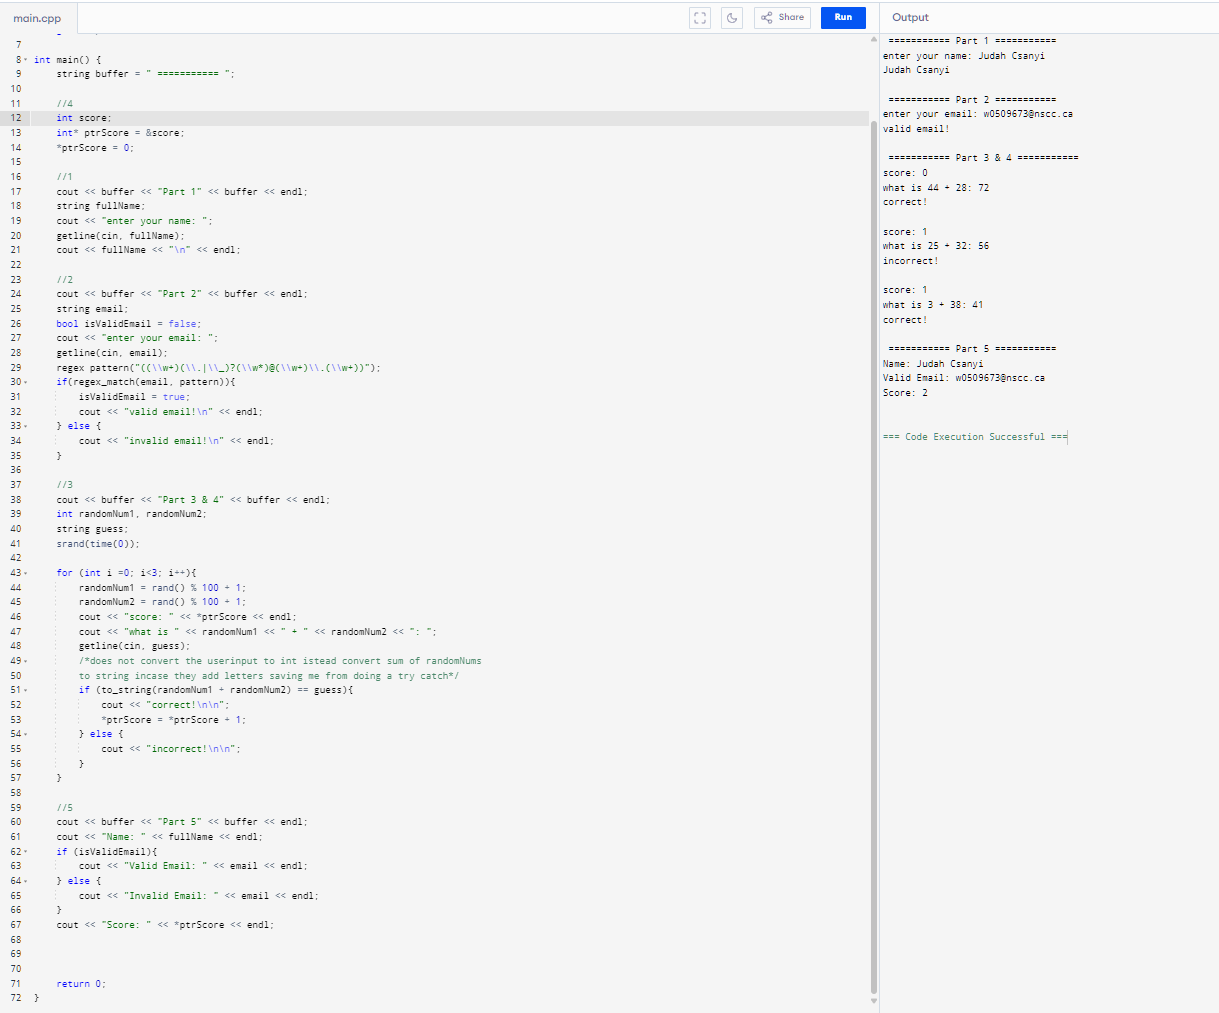 main.cpp
Share
Run
Output
7
8 int main() {
9 string buffer = " =========== ";
10
11 //4
12 int score;
13 int* ptrScore = &score;
14 *ptrScore = 0;
15
16 //1
17 cout << buffer << "Part 1" << buffer << endl;
18 string fullName;
19 cout << "enter your name: ";
20 getline(cin, fullName);
21 cout << fullName << "\n" << endl;
22
23 //2
24 cout << buffer << "Part 2" << buffer << endl;
25 string email;
26 bool isValidEmail = false;
27 cout << "enter your email: ";
28 getline(cin, email);
29 regex pattern("((\\w+)(\\.|\\_)?(\\w*)@(\\w+)\\.(\\w+))");
30 if(regex_match(email, pattern)){
31 isValidEmail = true;
32 cout << "valid email!\n" << endl;
33 } else {
34 cout << "invalid email!\n" << endl;
35 }
36
37 //3
38 cout << buffer << "Part 3 & 4" << buffer << endl;
39 int randomNum1, randomNum2;
40 string guess;
41 srand(time(0));
42
43 for (int i =0; i<3; i++){
44 randomNum1 = rand() % 100 + 1;
45 randomNum2 = rand() % 100 + 1;
46 cout << "score: " << *ptrScore << endl;
47 cout << "what is " << randomNum1 << " + " << randomNum2 << ": ";
48 getline(cin, guess);
49 /*does not convert the userinput to int istead convert sum of randomNums
50 to string incase they add letters saving me from doing a try catch*/
51 if (to_string(randomNum1 + randomNum2) == guess){
52 cout << "correct!\n\n";
53 *ptrScore = *ptrScore + 1;
54 } else {
55 cout << "incorrect!\n\n";
56 }
57 }
58
59 //5
60 cout << buffer << "Part 5" << buffer << endl;
61 cout << "Name: " << fullName << endl;
62 if (isValidEmail){
63 cout << "Valid Email: " << email << endl;
64 } else {
65 cout << "Invalid Email: " << email << endl;
66 }
67 cout << "Score: " << *ptrScore << endl;
68
69
70
71 return 0;
72 }
=========== Part 1 ===========
enter your name: Judah Csanyi
Judah Csanyi
=========== Part 2 ===========
enter your email: w0509673@nscc.ca
valid email!
=========== Part 3 & 4 ===========
score: 0
what is 44 + 28: 72
correct!
score: 1
what is 25 + 32: 56
incorrect!
score: 1
what is 3 + 38: 41
correct!
=========== Part 5 ===========
Name: Judah Csanyi
Valid Email: w0509673@nscc.ca
Score: 2
=== Code Execution Successful ===